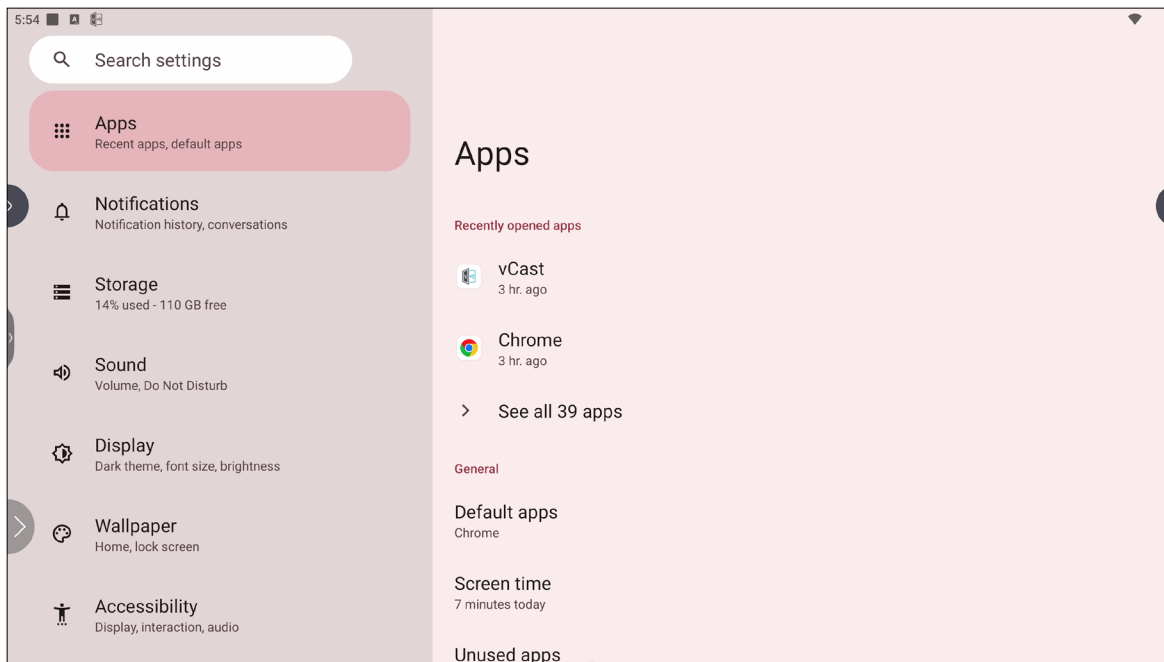 5:54
Search settings
Apps
Recent apps, default apps
Notifications
Notification history, conversations
Storage
14% used - 110 GB free
Sound
Volume, Do Not Disturb
Display
Dark theme, font size, brightness
Wallpaper
Home, lock screen
Accessibility
Display, interaction, audio
Apps
Recently opened apps
vCast
3 hr. ago
Chrome
3 hr. ago
See all 39 apps
General
Default apps
Chrome
Screen time
7 minutes today
Unused apps